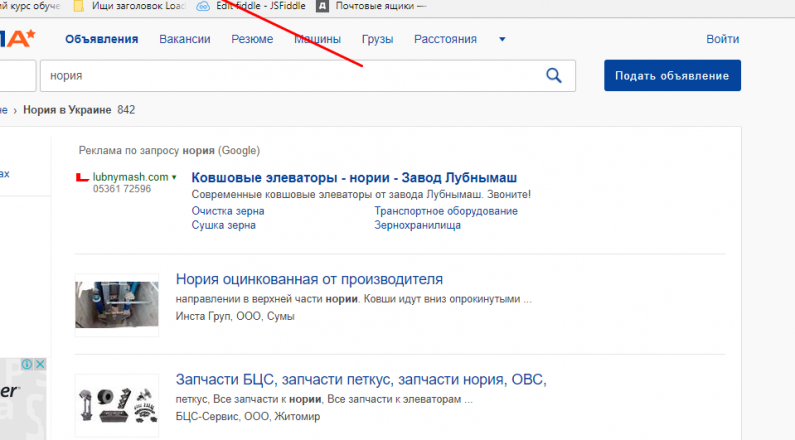 й курс обуче Ищи заголовок Load Edit fiddle - JSFiddle Д Почтовые ящики —
МА Объявления Вакансии Резюме Машины Грузы Расстояния Войти
нория Подать объявление
не › Нория в Украине 842
Реклама по запросу нория (Google)
ах
lubnymash.com Ковшовые элеваторы - нории - Завод Лубнымаш
05361 72596 Современные ковшовые элеваторы от завода Лубнымаш. Звоните!
Очистка зерна Транспортное оборудование
Сушка зерна Зернохранилища
Нория оцинкованная от производителя
направлении в верхней части нории. Ковши идут вниз опрокинутыми ...
Инста Груп, ООО, Сумы
Запчасти БЦС, запчасти петкус, запчасти нория, ОВС,
er®
петкус, Все запчасти к нории, Все запчасти к элеваторам ...
БЦС-Сервис, ООО, Житомир